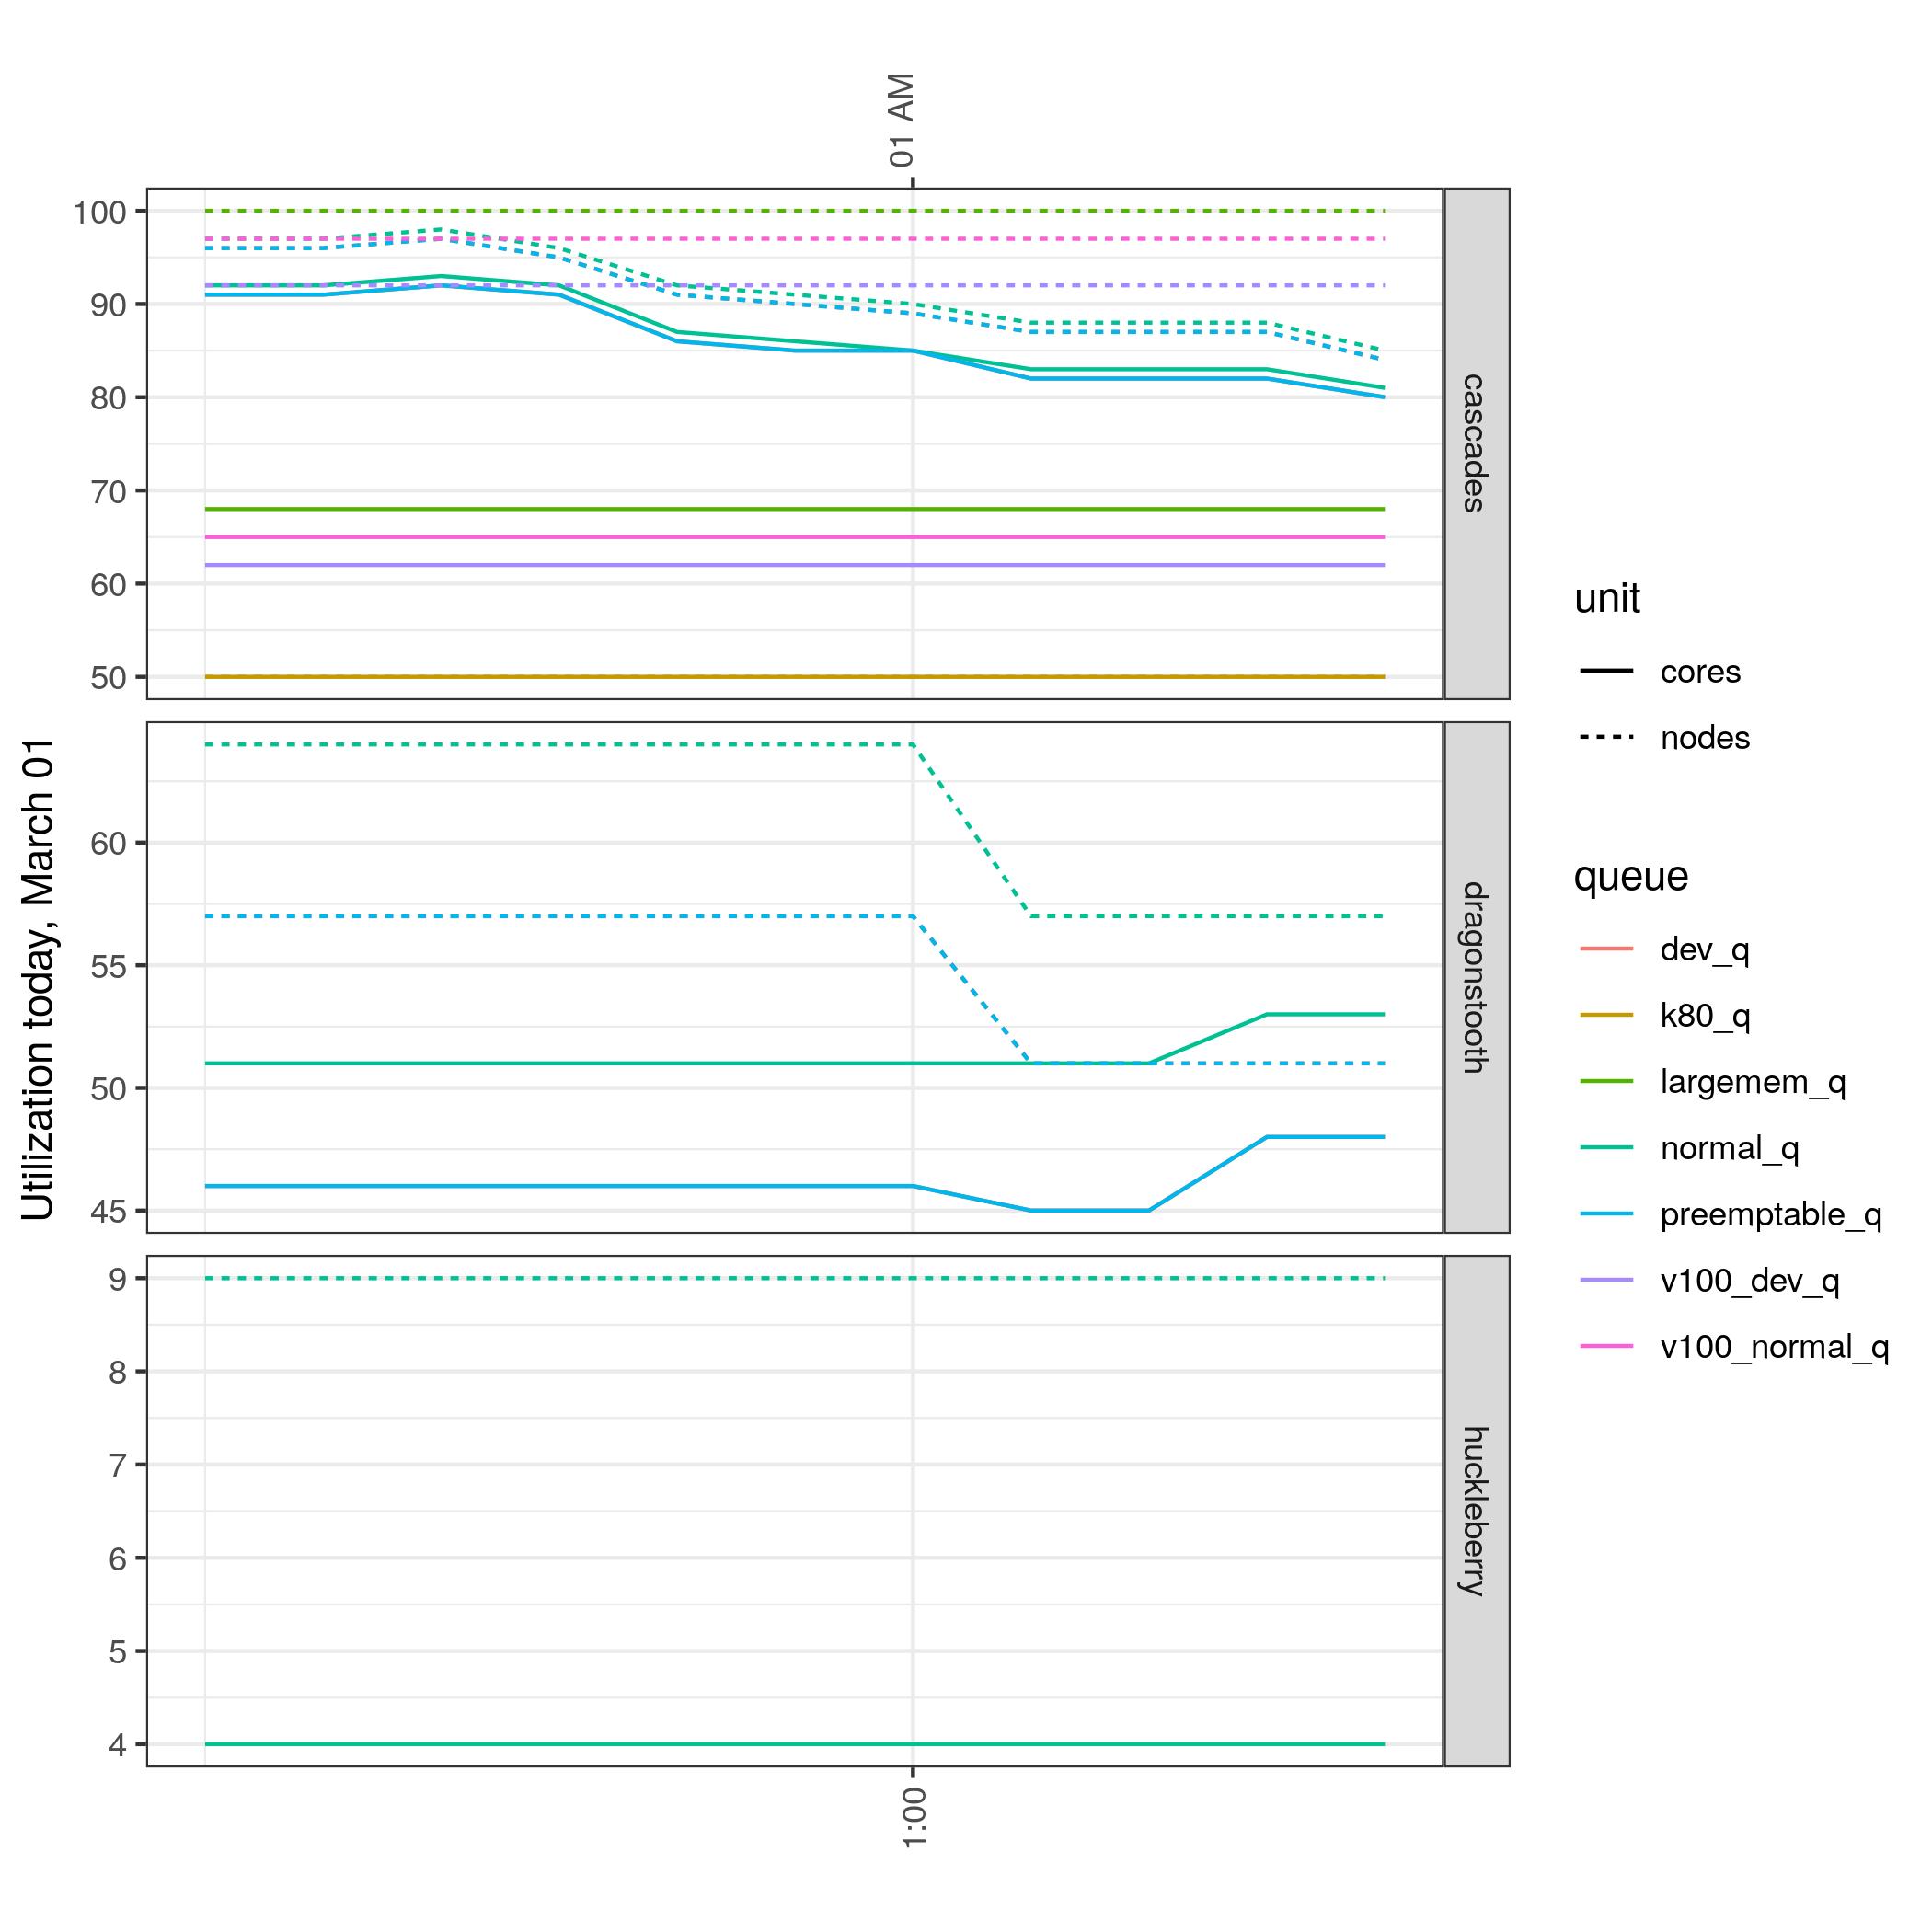 01 AM
100
90
80
70
60
50
cascades
60
55
50
45
dragonstooth
9
8
7
6
5
4
huckleberry
1:00
Utilization today, March 01
unit
cores
nodes
queue
dev_q
k80_q
largemem_q
normal_q
preemptable_q
v100_dev_q
v100_normal_q